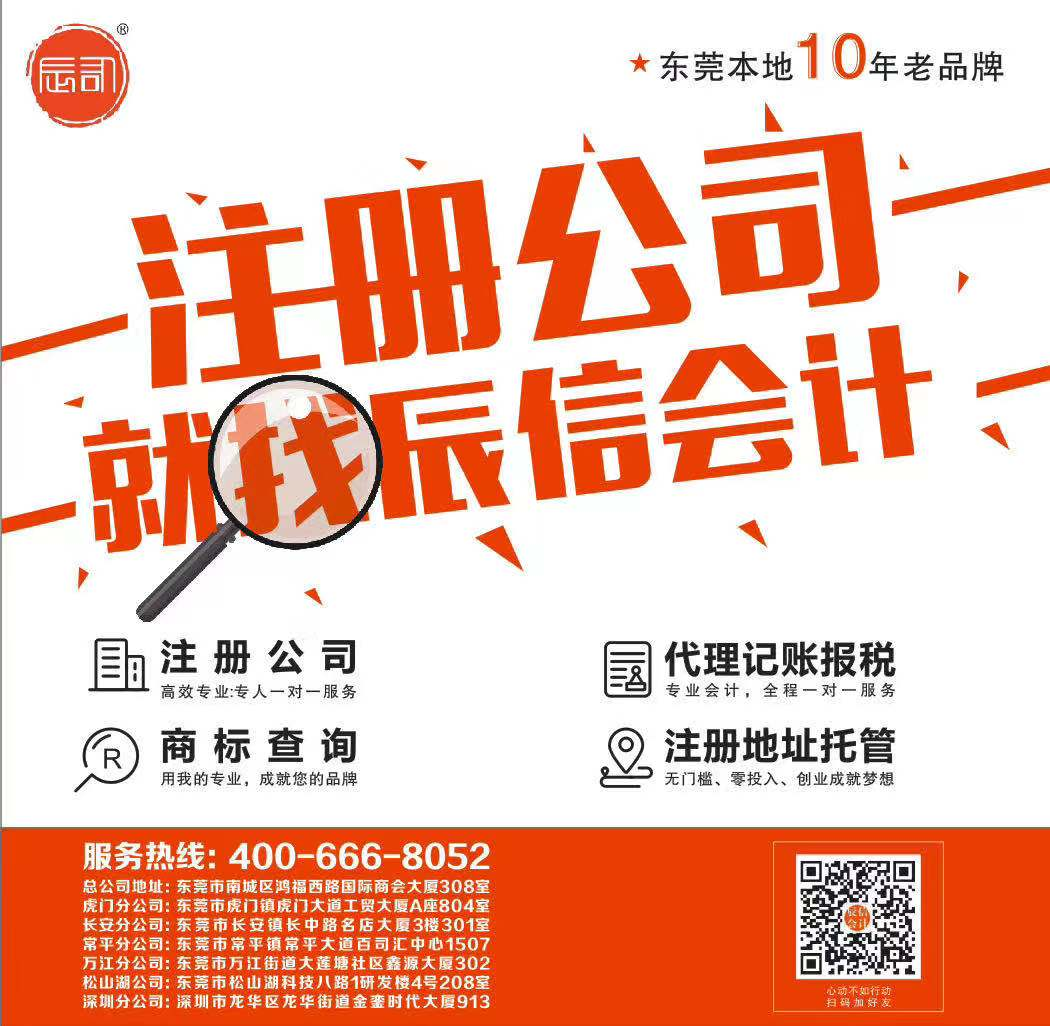 辰司®
★东莞本地10年老品牌
注册公司
就找辰信会计
注册公司
高效专业:专人一对一服务
代理记账报税
专业会计，全程一对一服务
R
商标查询
用我的专业，成就您的品牌
注册地址托管
无门槛、零投入、创业成就梦想
服务热线：400-666-8052
总公司地址：东莞市南城区鸿福西路国际商会大厦308室
虎门分公司：东莞市虎门镇虎门大道工贸大厦A座804室
长安分公司：东莞市长安镇长中路名店大厦3楼301室
常平分公司：东莞市常平镇常平大道百司汇中心1507
万江分公司：东莞市万江街道大莲塘社区鑫源大厦302
松山湖公司：东莞市松山湖科技八路1研发楼4号208室
深圳分公司：深圳市龙华区龙华街道金銮时代大厦913
辰信
会计
心动不如行动
扫码加好友